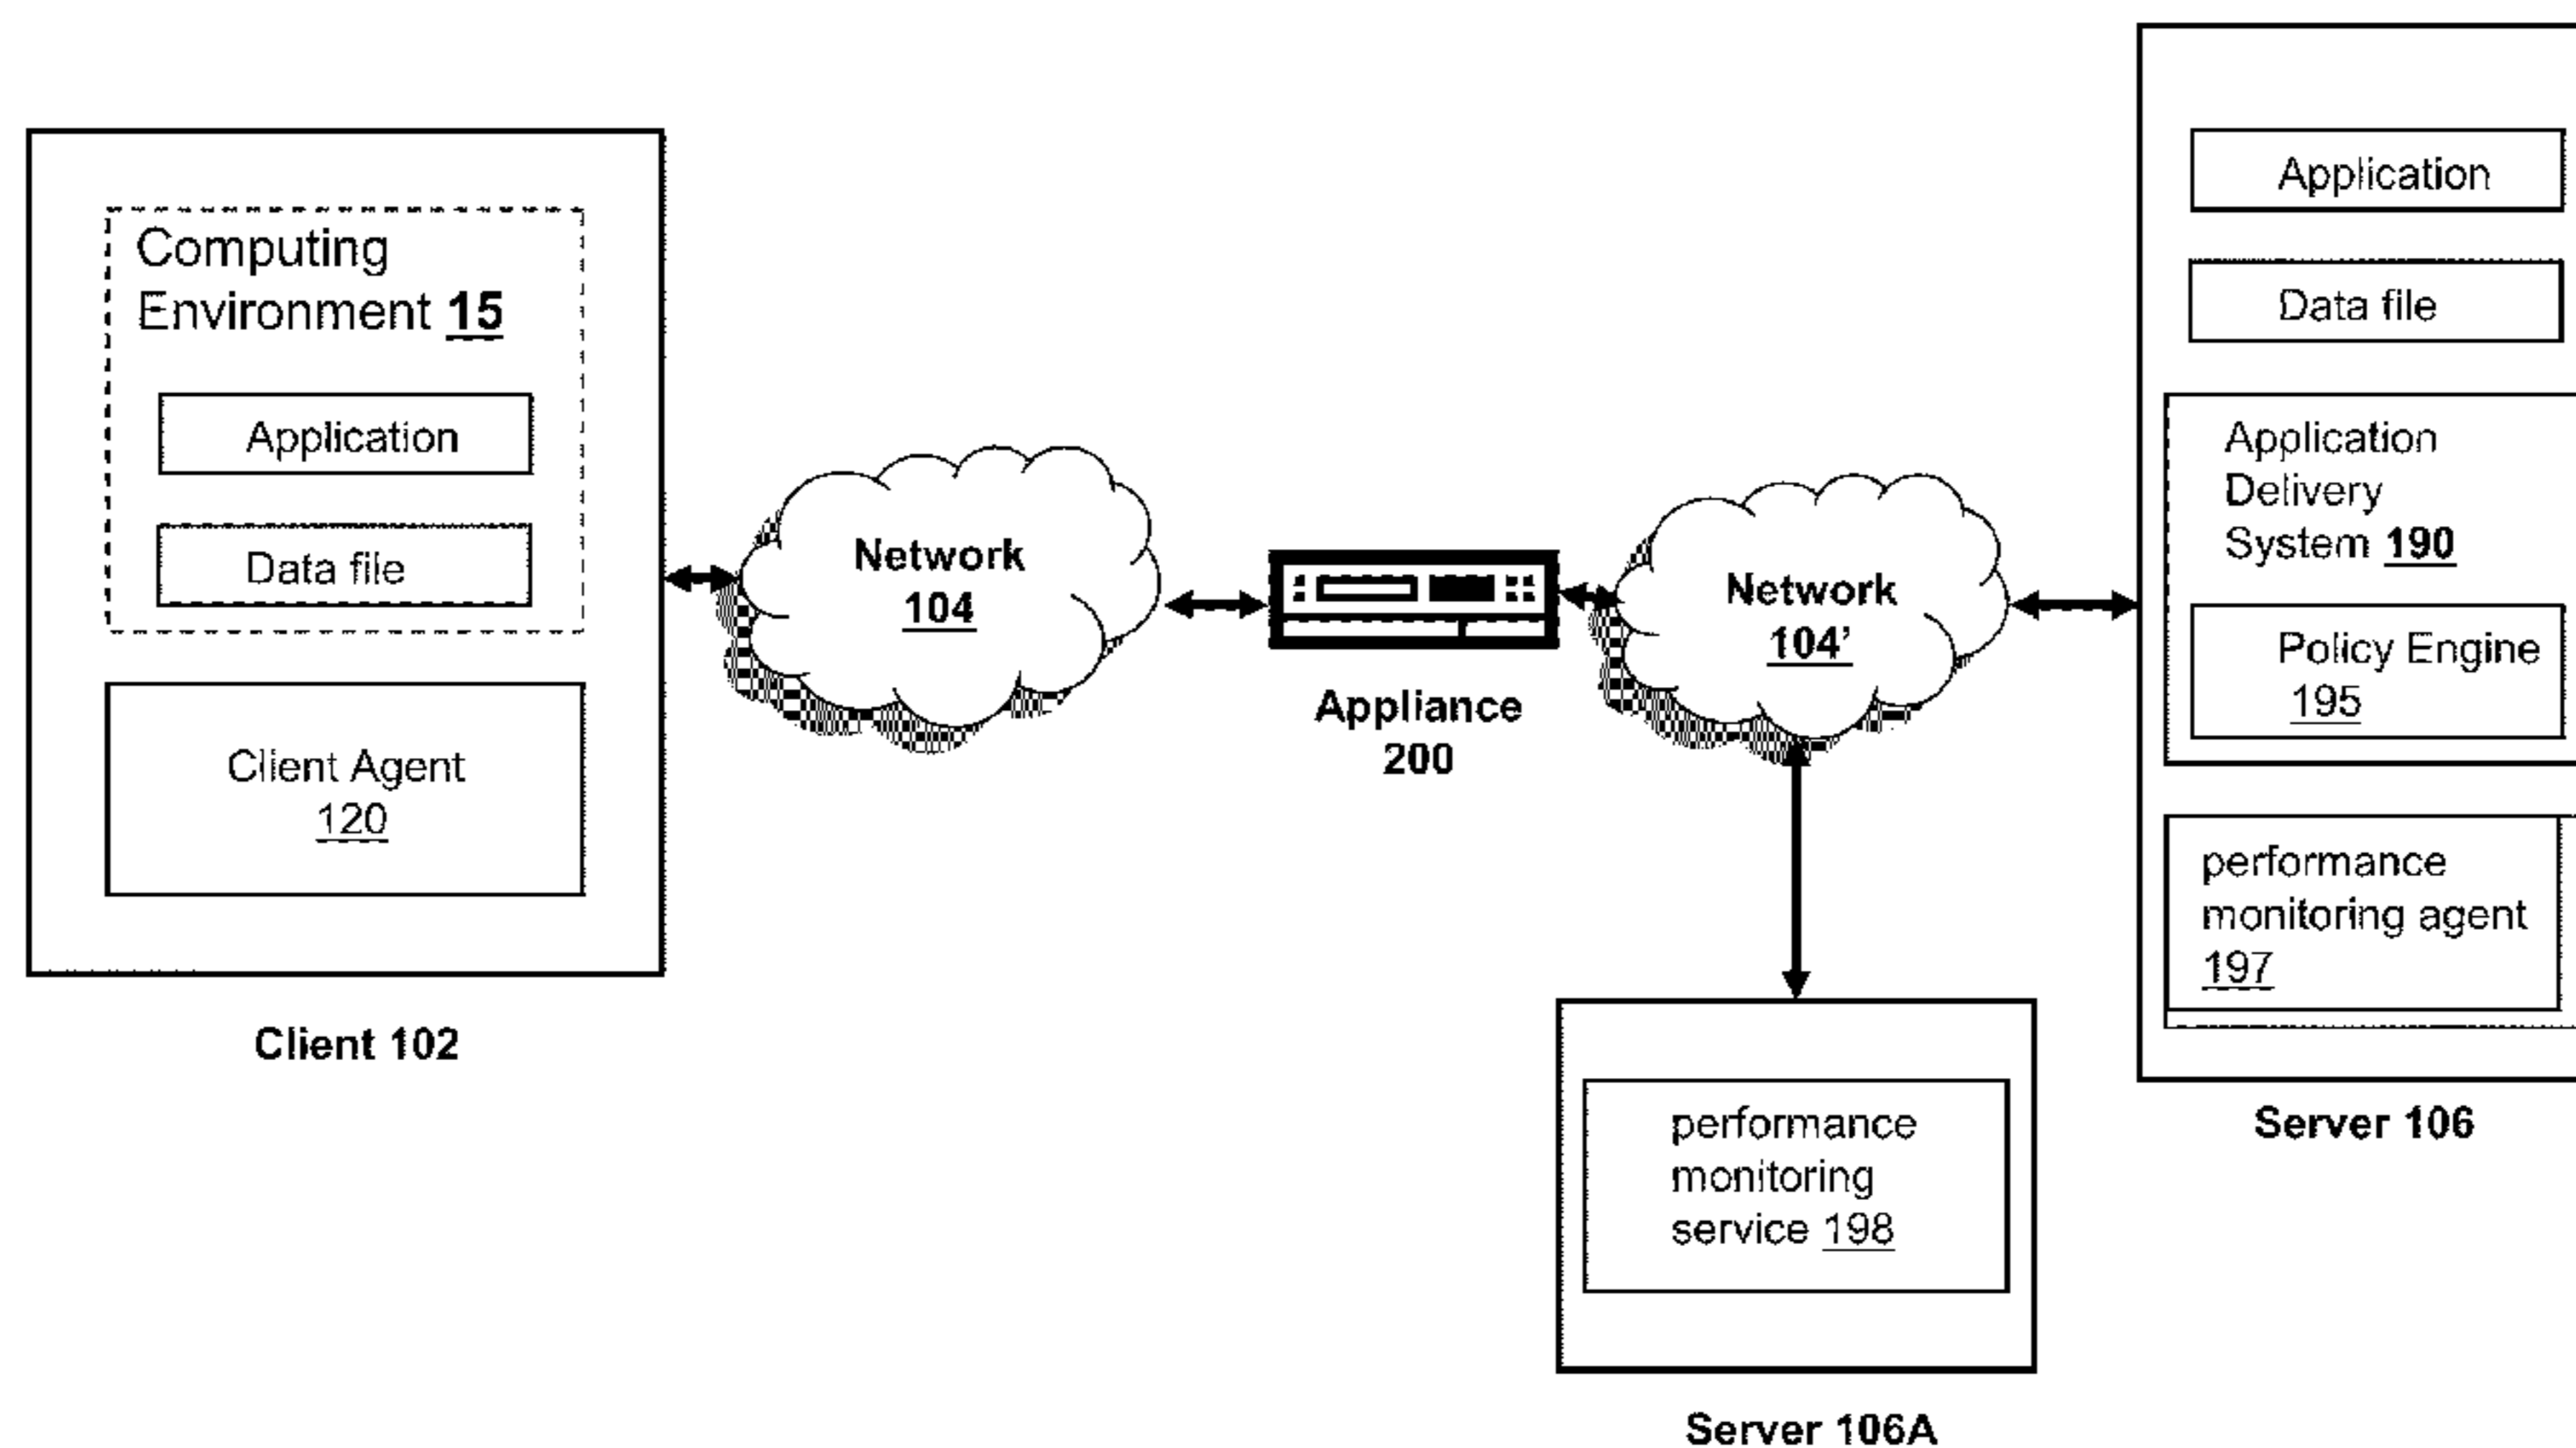 Computing
Environment 15
Application
Data file
Client Agent
120
Client 102
Network
104
Appliance
200
Network
104'
performance
monitoring
service 198
Server 106A
Application
Data file
Application
Delivery
System 190
Policy Engine
195
performance
monitoring agent
197
Server 106